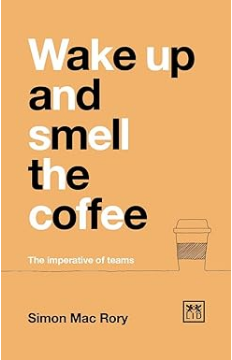 Wake up
and
smell
the
coffee
The imperative of teams
Simon Mac Rory
LID